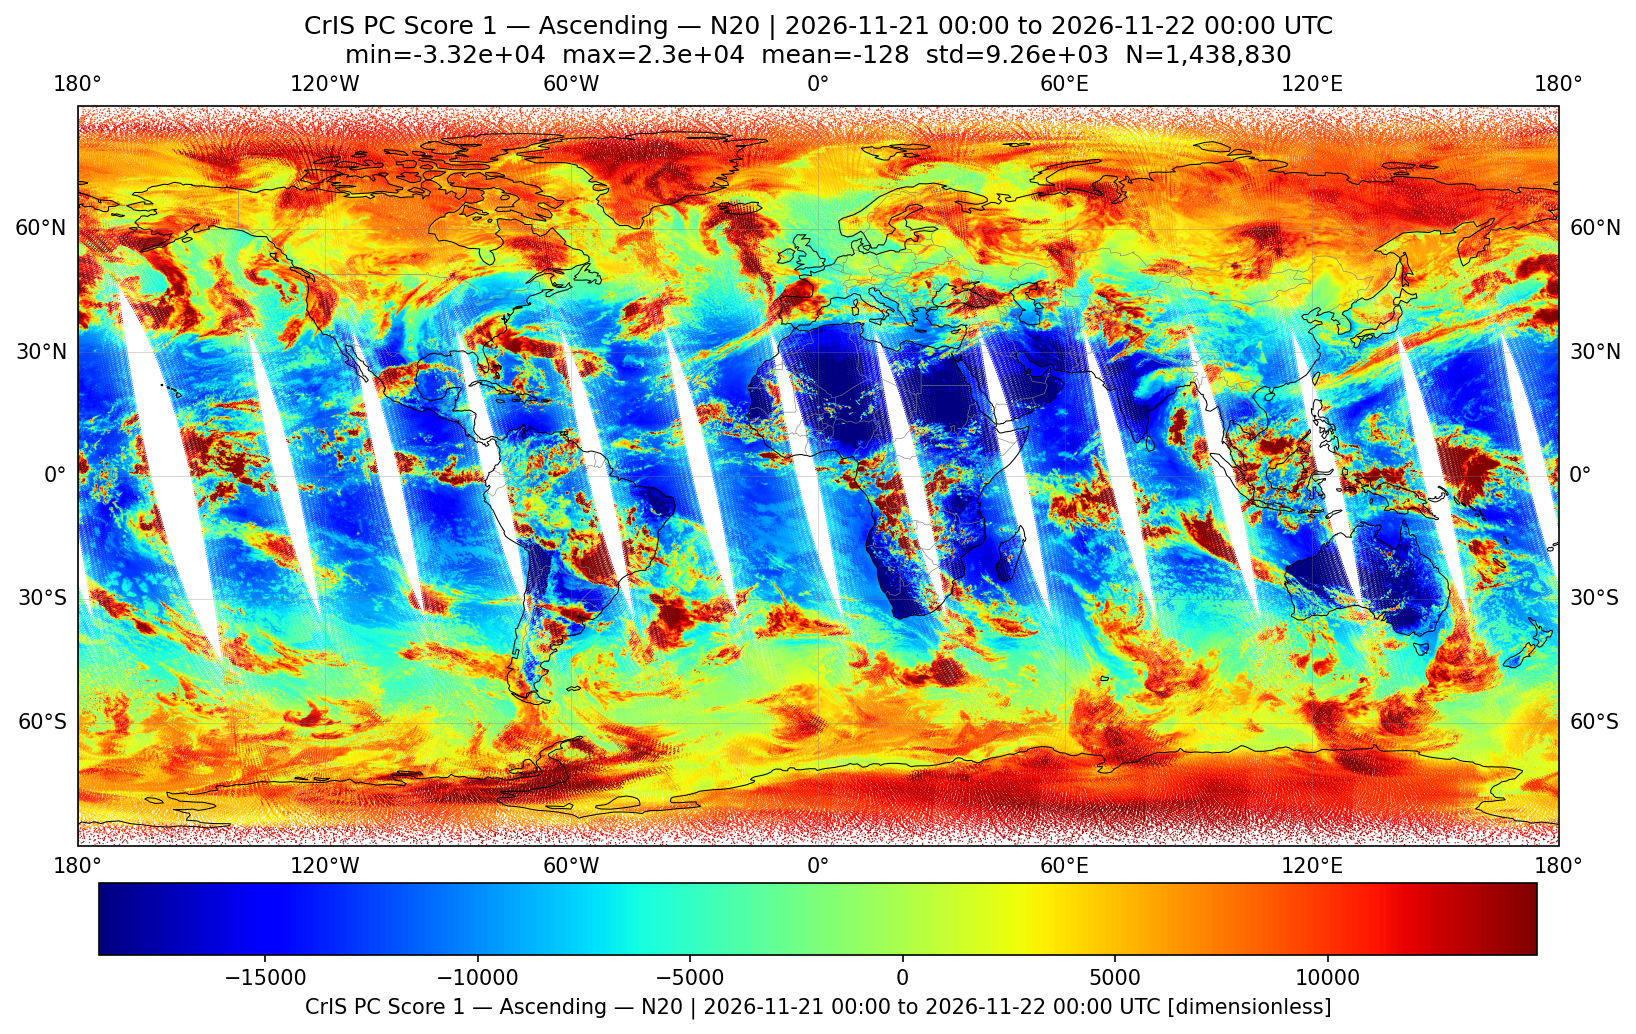 CrIS PC Score 1 — Ascending — N20 | 2026-11-21 00:00 to 2026-11-22 00:00 UTC
min=-3.32e+04 max=2.3e+04 mean=-128 std=9.26e+03 N=1,438,830
180° 120°W 60°W 0° 60°E 120°E 180°
60°N 60°N
30°N 30°N
0° 0°
30°S 30°S
60°S 60°S
180° 120°W 60°W 0° 60°E 120°E 180°
−15000 −10000 −5000 0 5000 10000
CrIS PC Score 1 — Ascending — N20 | 2026-11-21 00:00 to 2026-11-22 00:00 UTC [dimensionless]